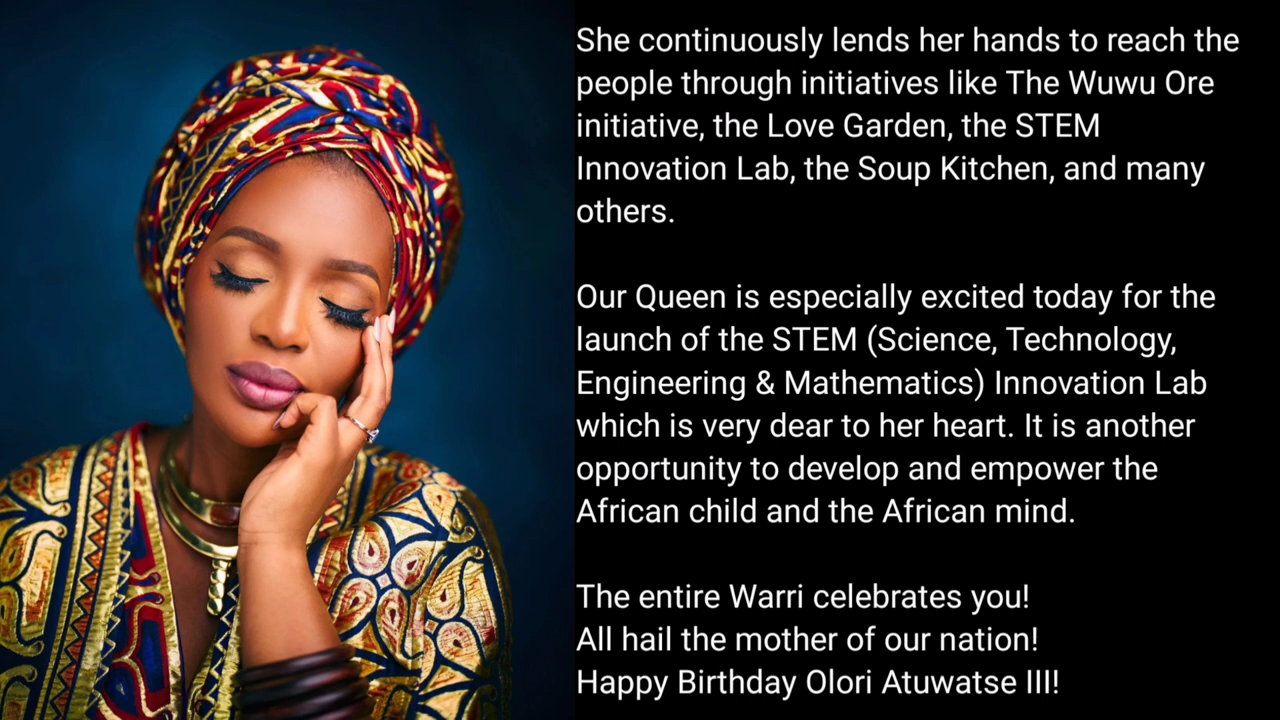 She continuously lends her hands to reach the
people through initiatives like The Wuwu Ore
initiative, the Love Garden, the STEM
Innovation Lab, the Soup Kitchen, and many
others.
Our Queen is especially excited today for the
launch of the STEM (Science, Technology,
Engineering & Mathematics) Innovation Lab
which is very dear to her heart. It is another
opportunity to develop and empower the
African child and the African mind.
The entire Warri celebrates you!
All hail the mother of our nation!
Happy Birthday Olori Atuwatse III!